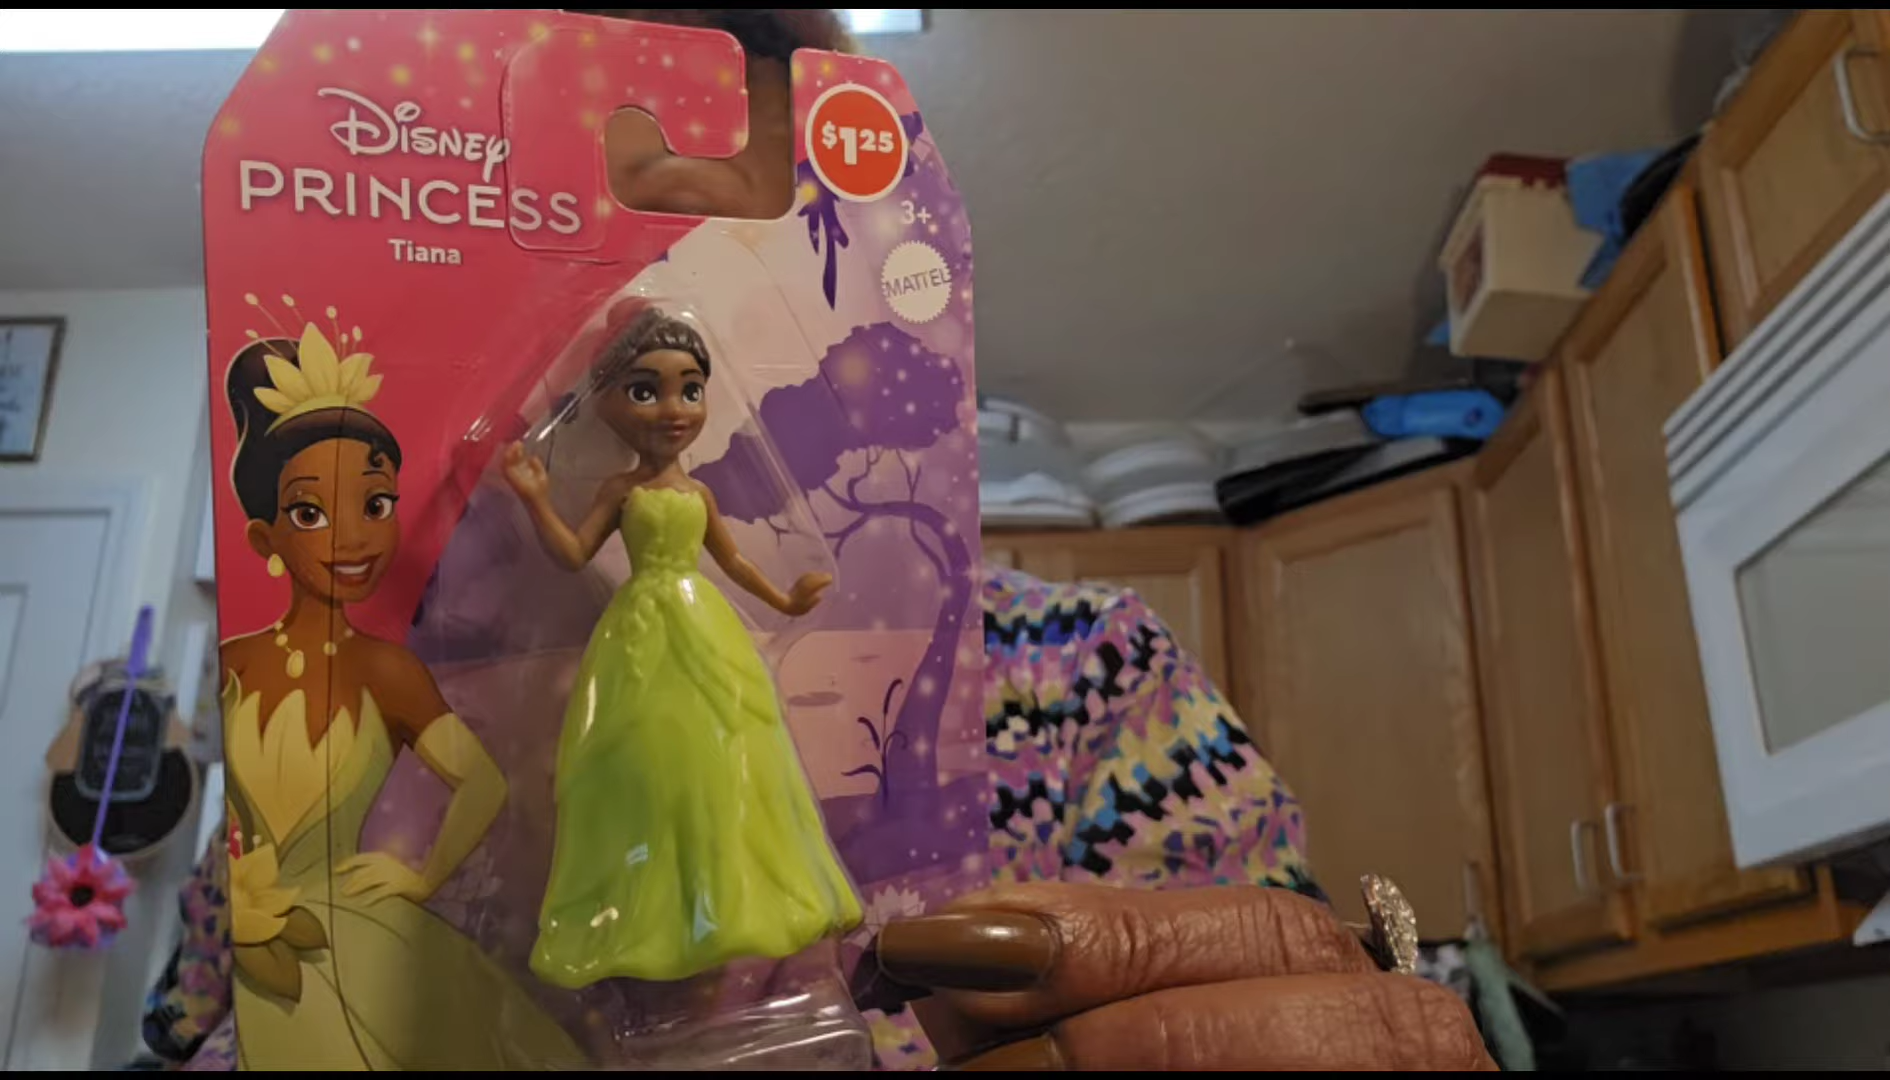 Disney
PRINCESS
Tiana
$1.25
3+
MATTEL